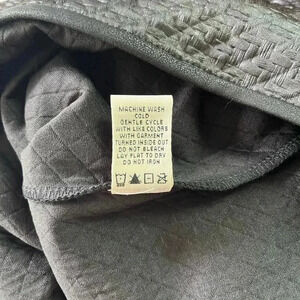 MACHINE WASH
COLD
GENTLE CYCLE
WITH LIKE COLORS
WITH GARMENT
TURNED INSIDE OUT
DO NOT BLEACH
LAY FLAT TO DRY
DO NOT IRON